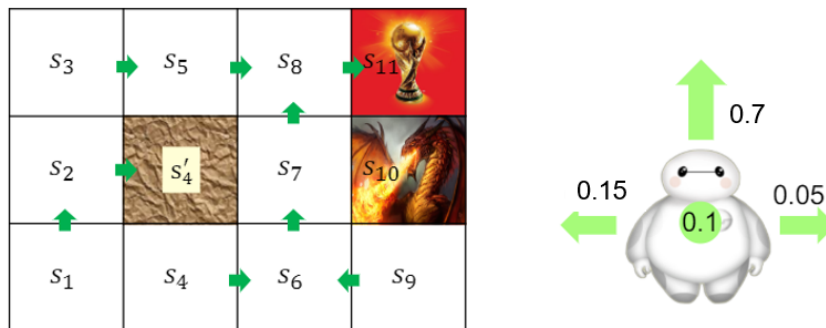 S₃ S₅ S₈ S₁₁
0.7
S₂ S₄′ S₇ S₁₀
0.15 0.1 0.05
S₁ S₄ S₆ S₉